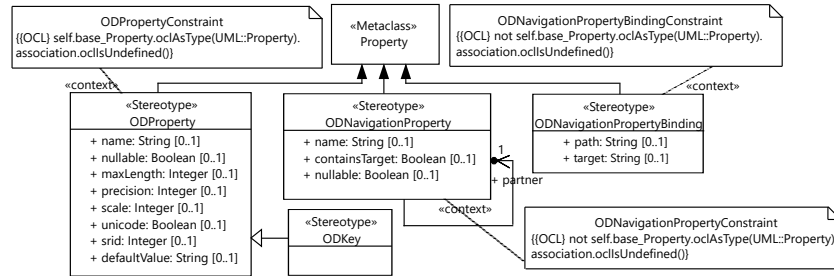 ODPropertyConstraint
{{OCL} self.base_Property.oclAsType(UML::Property).
association.oclIsUndefined()}
«Metaclass»
Property
ODNavigationPropertyBindingConstraint
{{OCL} not self.base_Property.oclAsType(UML::Property).
association.oclIsUndefined()}
«context»
«context»
«Stereotype»
ODProperty
+ name: String [0..1]
+ nullable: Boolean [0..1]
+ maxLength: Integer [0..1]
+ precision: Integer [0..1]
+ scale: Integer [0..1]
+ unicode: Boolean [0..1]
+ srid: Integer [0..1]
+ defaultValue: String [0..1]
«Stereotype»
ODNavigationProperty
+ name: String [0..1]
+ containsTarget: Boolean [0..1]
+ nullable: Boolean [0..1]
1
+ partner
«Stereotype»
ODNavigationPropertyBinding
+ path: String [0..1]
+ target: String [0..1]
«context»
«Stereotype»
ODKey
ODNavigationPropertyConstraint
{{OCL} not self.base_Property.oclAsType(UML::Property).
association.oclIsUndefined()}